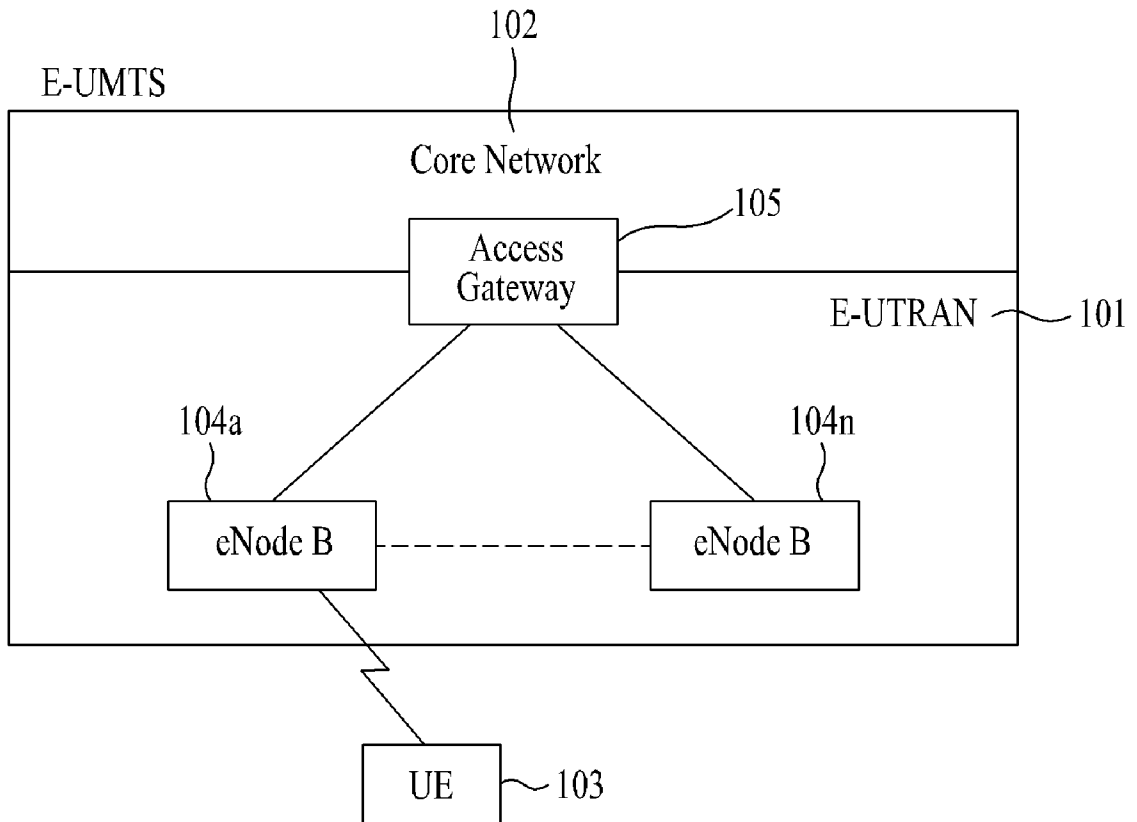 102
E-UMTS
Core Network
105
Access
Gateway
E-UTRAN
101
104a
104n
eNode B
eNode B
UE
103